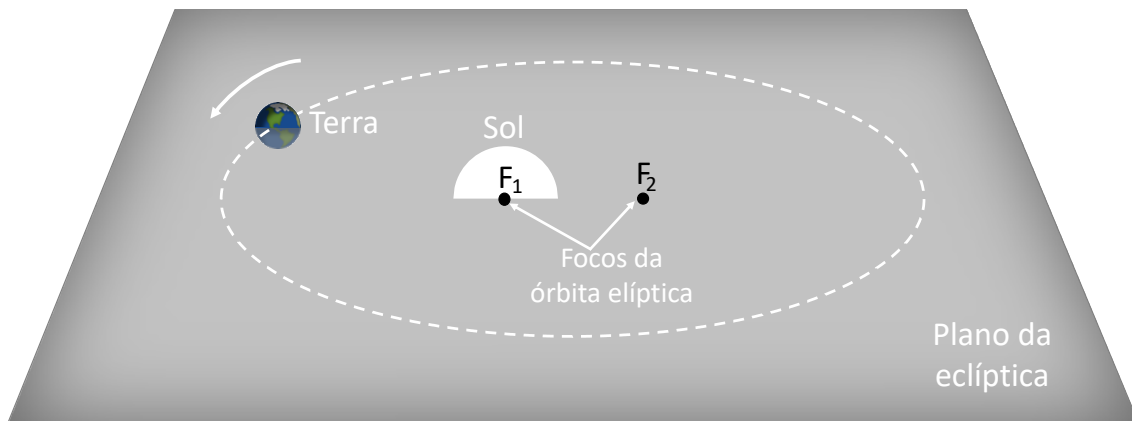 Terra
Sol
F1
F2
Focos da
órbita elíptica
Plano da
eclíptica